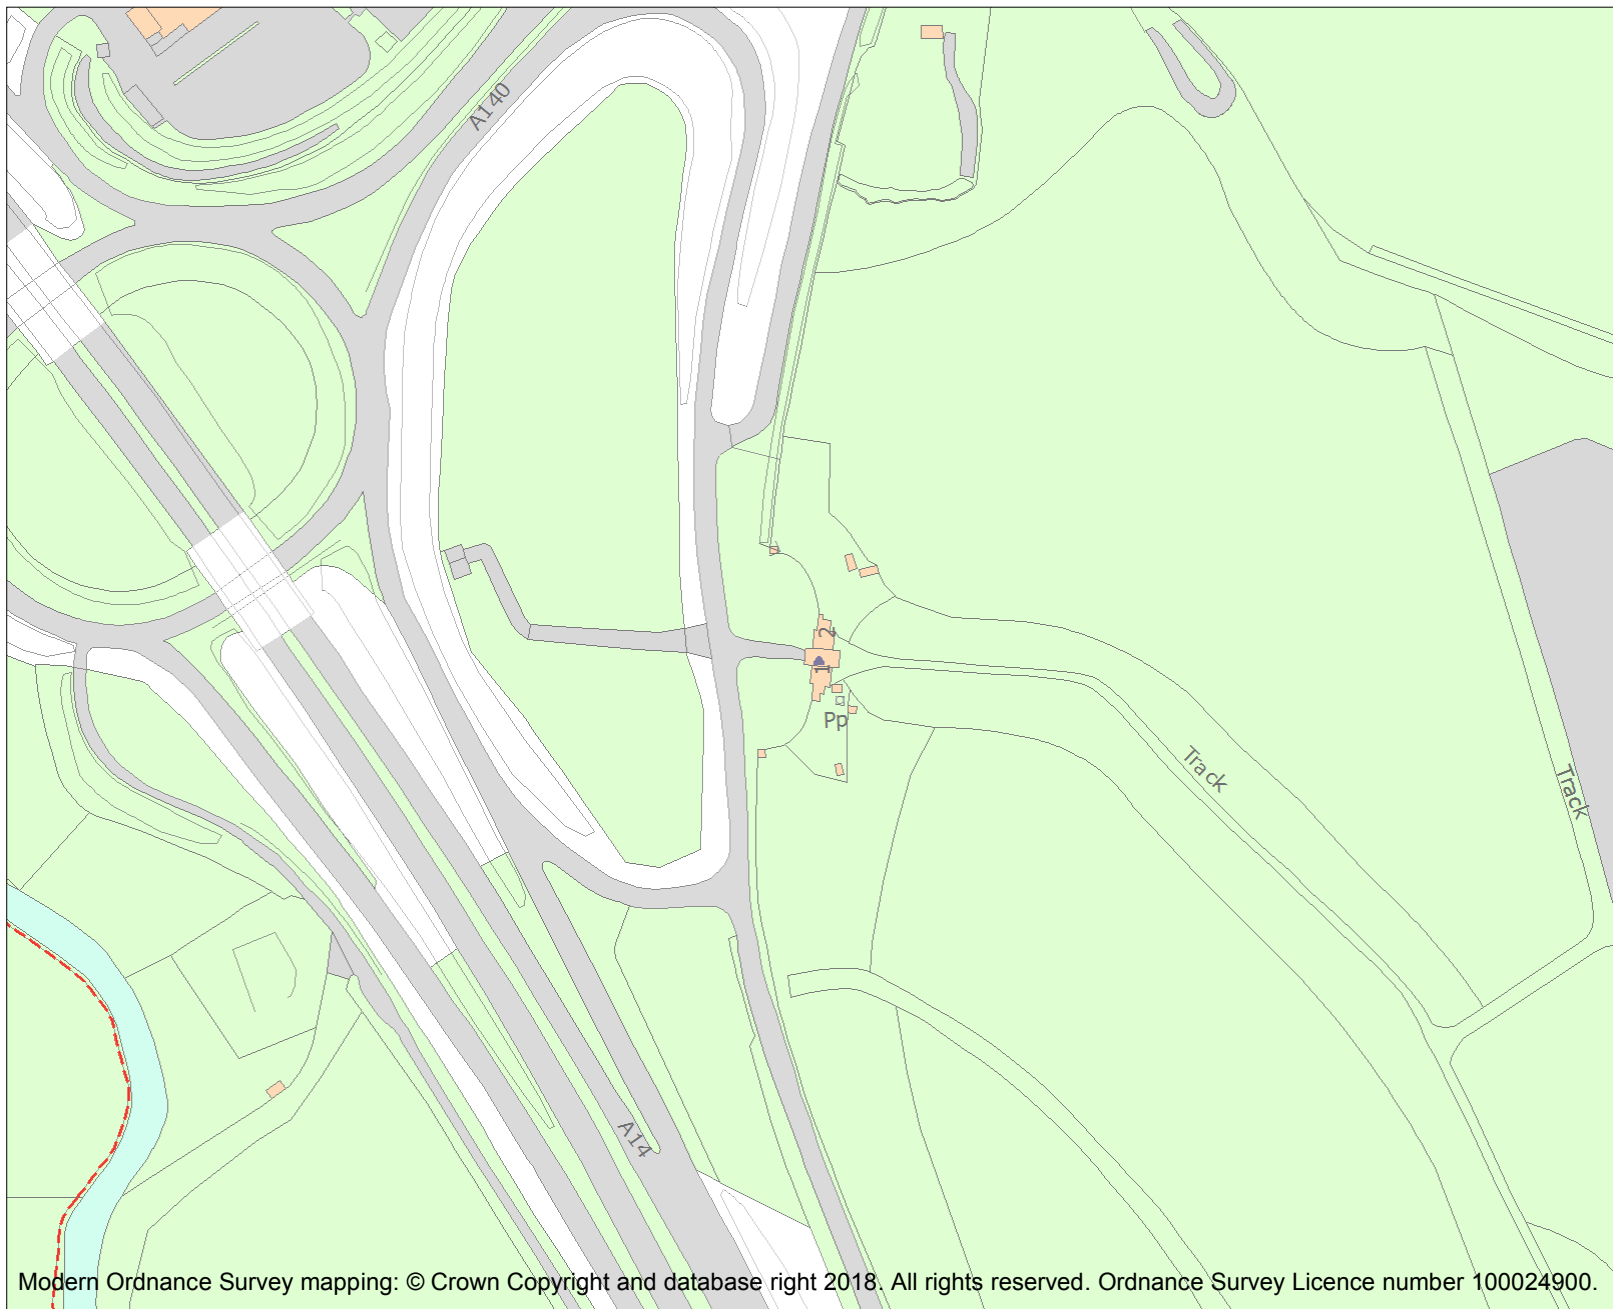 A140
2
1
Pp
Track
Track
A14
Modern Ordnance Survey mapping: © Crown Copyright and database right 2018. All rights reserved. Ordnance Survey Licence number 100024900.